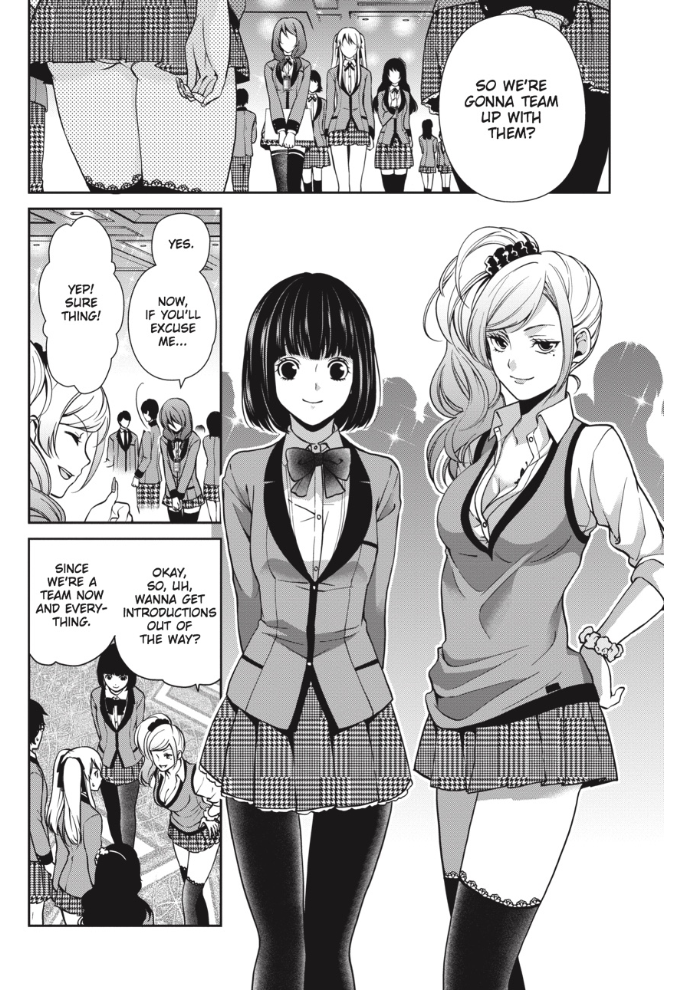 SO WE'RE
GONNA TEAM
UP WITH
THEM?
YES.
NOW,
IF YOU'LL
EXCUSE
ME...
YEP!
SURE
THING!
OKAY,
SO, UH,
WANNA GET
INTRODUCTIONS
OUT OF
THE WAY?
SINCE
WE'RE A
TEAM NOW
AND EVERY-
THING.